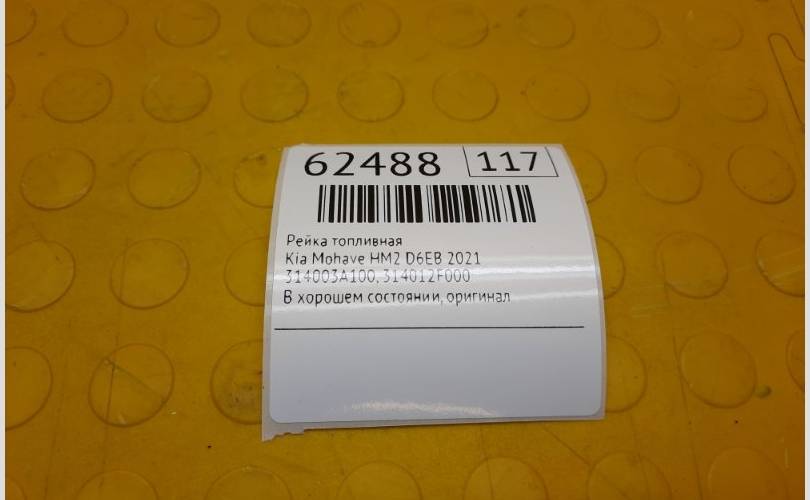 62488 117
Рейка топливная
Kia Mohave HM2 D6EB 2021
314003A100, 314012F000
В хорошем состоянии, оригинал